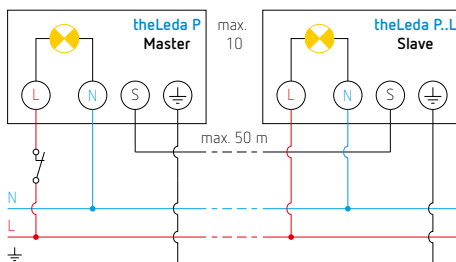 theLeda P
Master
max.
10
theLeda P..L
Slave
L N S
L N S
max. 50 m
N
L